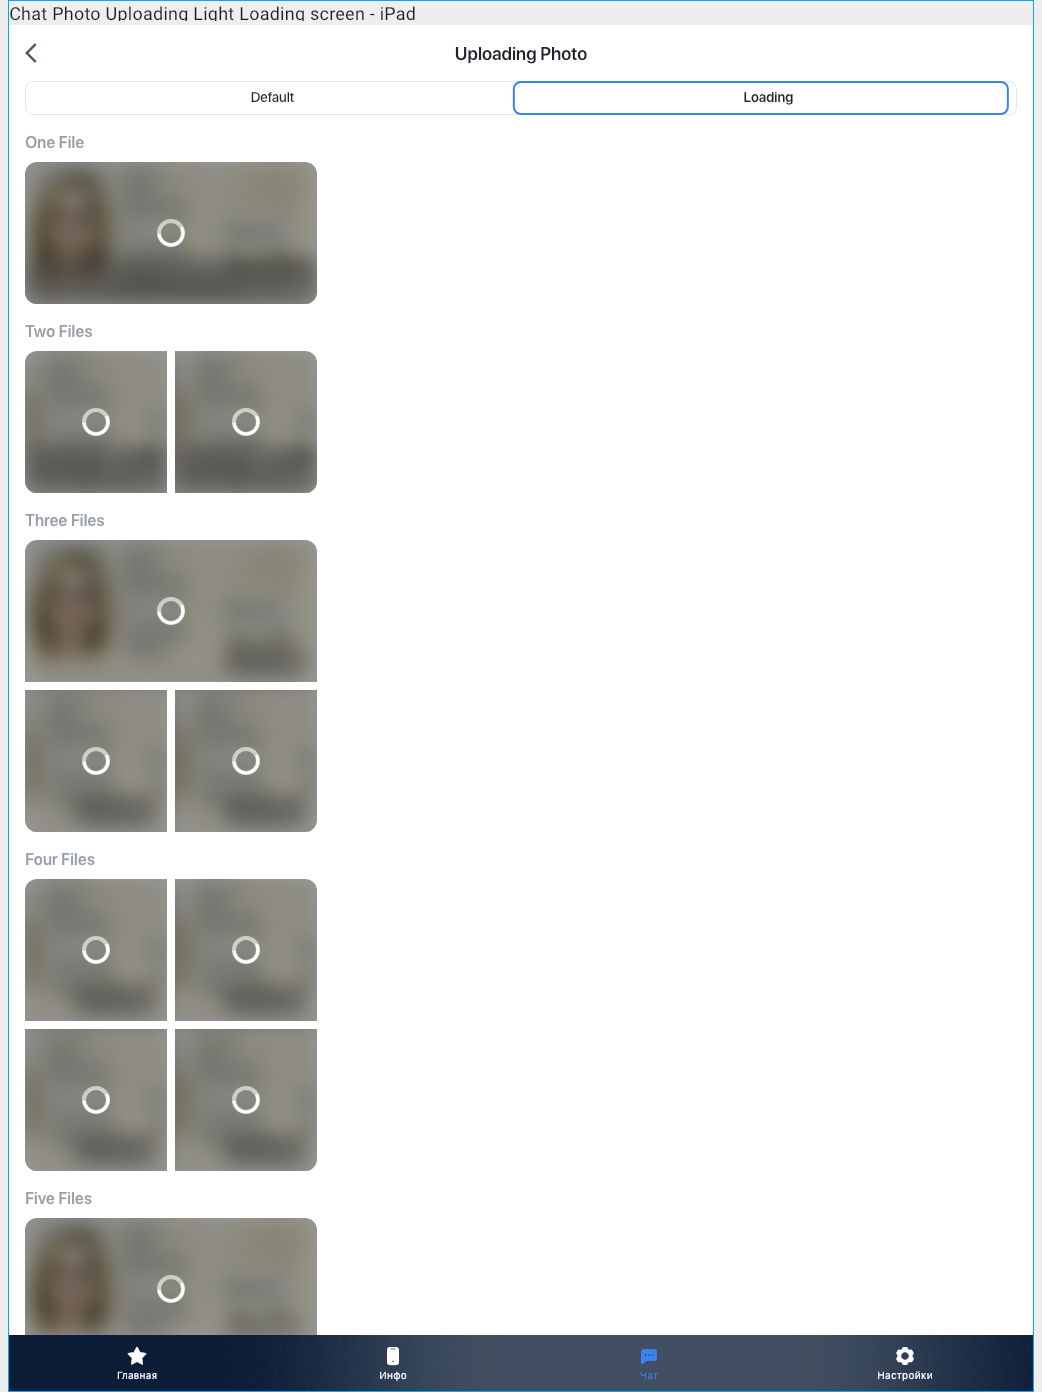 Chat Photo Uploading Light Loading screen - iPad
Uploading Photo
Default
Loading
One File
Two Files
Three Files
Four Files
Five Files
Главная
Инфо
Чат
Настройки